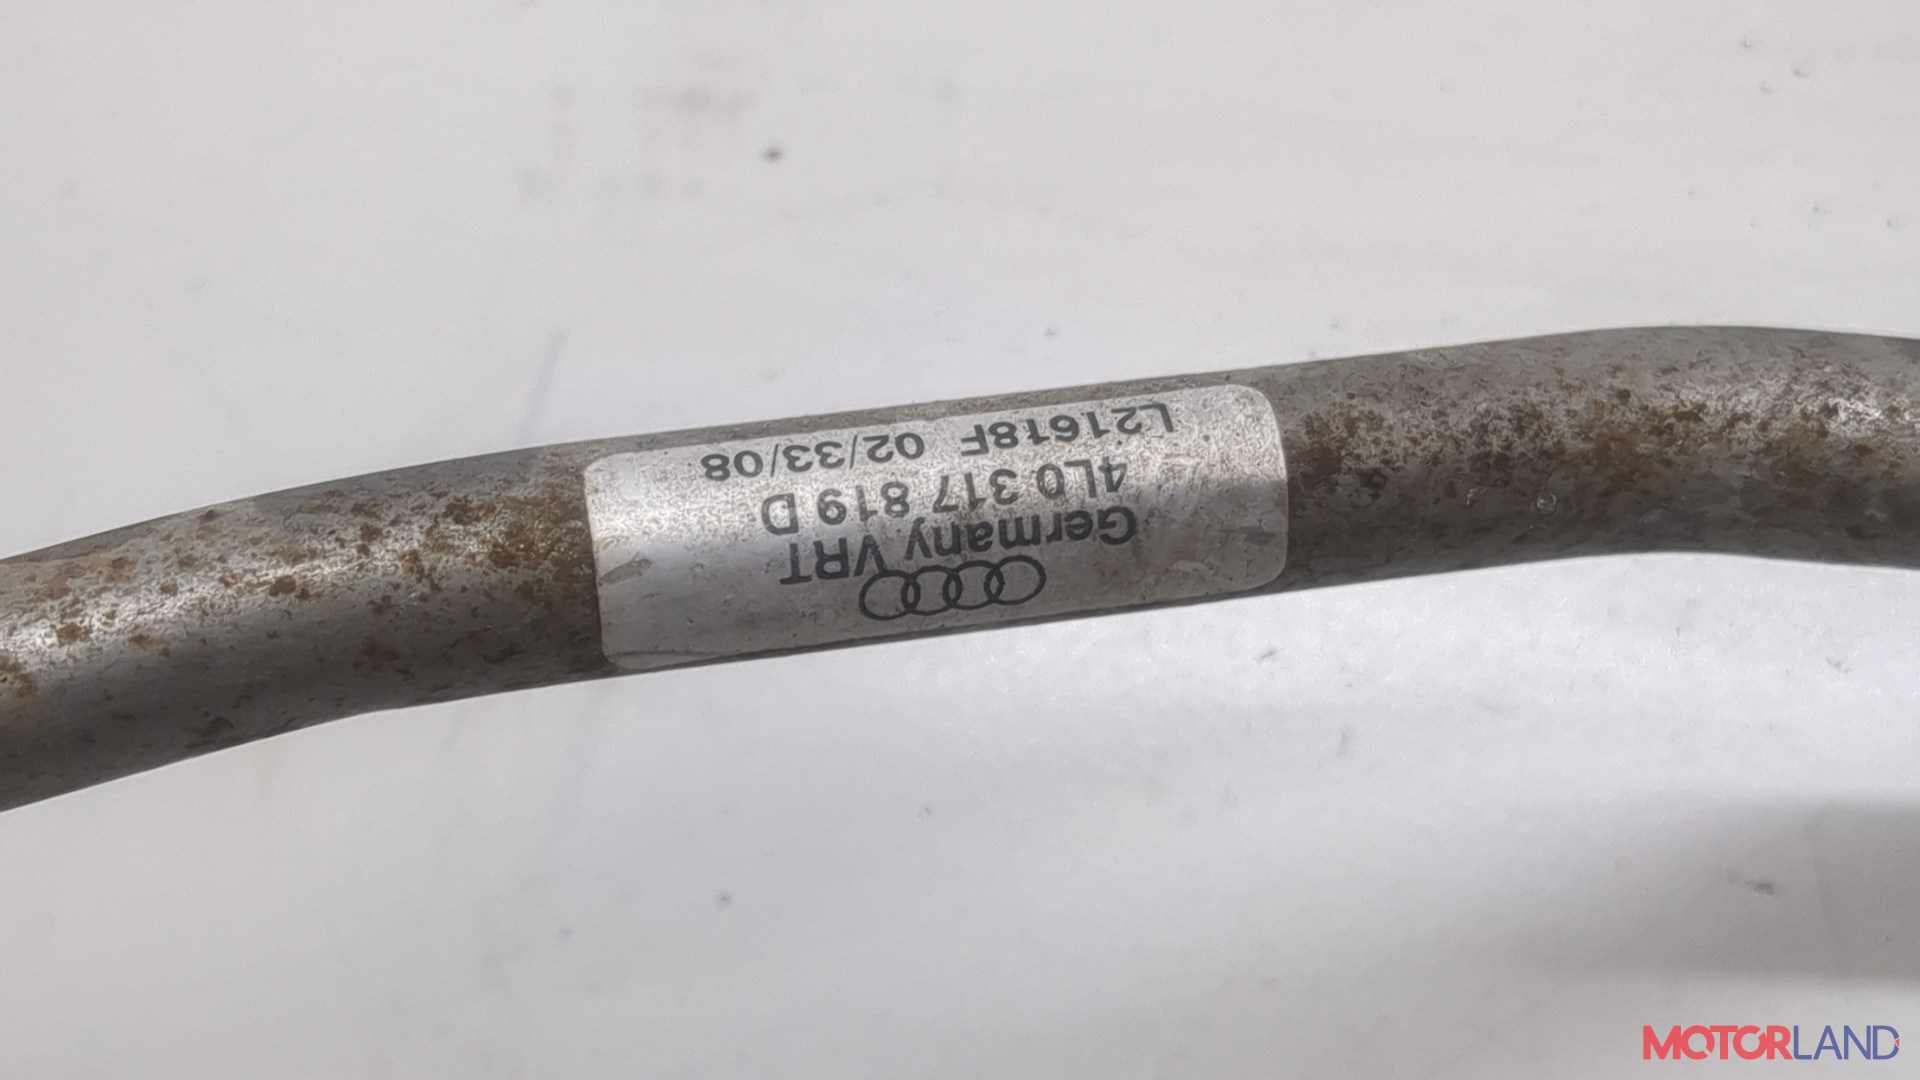 Germany VRT
4L0 317 819 D
L21618F 02/33/08
MOTORLAND